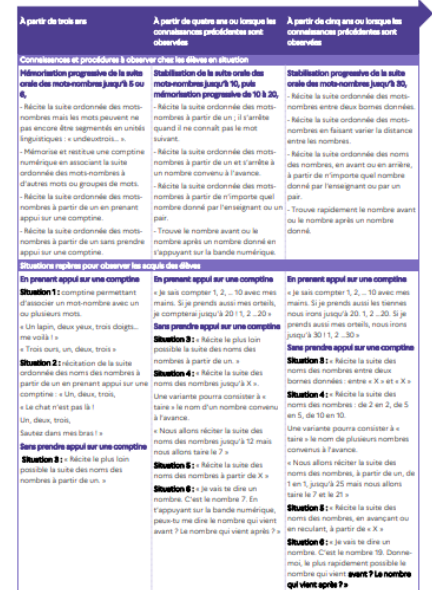 À partir de trois ans
À partir de quatre ans ou lorsque les
connaissances précédentes sont
observées
À partir de cinq ans ou lorsque les
connaissances précédentes sont
observées
Connaissances et procédures à observer chez les élèves en situation
Mémorisation progressive de la suite
orale des mots-nombres jusqu'à 5 ou
6,
- Récite la suite ordonnée des mots-
nombres mais les mots peuvent ne
pas encore être segmentés en unités
linguistiques : « undeuxtrois… ».
- Mémorise et restitue une comptine
numérique en associant la suite
ordonnée des mots-nombres à
d'autres mots ou groupes de mots.
- Récite la suite ordonnée des mots-
nombres à partir de un en prenant
appui sur une comptine.
- Récite la suite ordonnée des mots-
nombres à partir de un sans prendre
appui sur une comptine.
Stabilisation de la suite orale des
mots-nombres jusqu'à 10, puis
mémorisation progressive de 10 à 20,
- Récite la suite ordonnée des mots-
nombres à partir de un ; il s'arrête
quand il ne connaît pas le mot
suivant.
- Récite la suite ordonnée des mots-
nombres à partir de un et s'arrête à
un nombre convenu à l'avance.
- Récite la suite ordonnée des mots-
nombres à partir de n'importe quel
nombre donné par l'enseignant ou un
pair.
- Trouve le nombre avant ou le
nombre après un nombre donné en
s'appuyant sur la bande numérique.
Stabilisation progressive de la suite
orale des mots-nombres jusqu'à 30,
- Récite la suite ordonnée des mots-
nombres entre deux bornes données.
- Récite la suite ordonnée des mots-
nombres en faisant varier la distance
entre les nombres.
- Récite la suite ordonnée des noms
des nombres, en avant ou en arrière,
à partir de n'importe quel nombre
donné par l'enseignant ou par un
pair.
- Trouve rapidement le nombre avant
ou le nombre après un nombre
donné.
Situations repères pour observer les acquis des élèves
En prenant appui sur une comptine
Situation 1 : comptine permettant
d'associer un mot-nombre avec un
ou plusieurs mots.
« Un lapin, deux yeux, trois doigts…
me voilà ! »
« Trois ours, un, deux, trois »
Situation 2 : récitation de la suite
ordonnée des noms des nombres à
partir de un en prenant appui sur une
comptine : « Un, deux, trois,
« Le chat n'est pas là !
Un, deux, trois,
Sautez dans mes bras ! »
Sans prendre appui sur une comptine
Situation 3 : « Récite le plus loin
possible la suite des noms des
nombres à partir de un. »
En prenant appui sur une comptine
« Je sais compter 1, 2, … 10 avec mes
mains. Si je prends aussi mes orteils,
je compterai jusqu'à 20 ! 1, 2 …20 »
Sans prendre appui sur une comptine
Situation 3 : « Récite le plus loin
possible la suite des noms de
nombres à partir de un. »
Situation 4 : « Récite la suite des
noms des nombres jusqu'à X ».
Une variante pourra consister à «
taire » le nom d'un nombre convenu
à l'avance.
« Nous allons réciter la suite des
noms des nombres jusqu'à 12 mais
nous allons taire le 7 »
Situation 5 : « Récite la suite des
noms des nombres à partir de X »
Situation 6 : « Je vais te dire un
nombre. C'est le nombre 7. En
t'appuyant sur la bande numérique,
peux-tu me dire le nombre qui vient
avant ? Le nombre qui vient après ? »
En prenant appui sur une comptine
« Je sais compter 1, 2, … 10 avec mes
mains. Si je prends aussi les tiennes
nous irons jusqu'à 20. 1, 2 …20. Si je
prends aussi mes orteils, nous irons
jusqu'à 30 ! 1, 2 …30 »
Sans prendre appui sur une comptine
Situation 3 : « Récite la suite des
noms des nombres entre deux
bornes données : entre « X » et « X »
Situation 4 : « Récite la suite des
noms des nombres : de 2 en 2, de 5
en 5, de 10 en 10.
Une variante pourra consister à «
taire » le nom de plusieurs nombres
convenus à l'avance.
« Nous allons réciter la suite des
noms des nombres, à partir de un, de
1 en 1, jusqu'à 25 mais nous allons
taire le 7 et le 21 »
Situation 5 : « Récite la suite des
noms des nombres, en avançant ou
en reculant, à partir de « X »
Situation 6 : « Je vais te dire un
nombre. C'est le nombre 19. Donne-
moi, le plus rapidement possible le
nombre qui vient avant ? Le nombre
qui vient après ? »